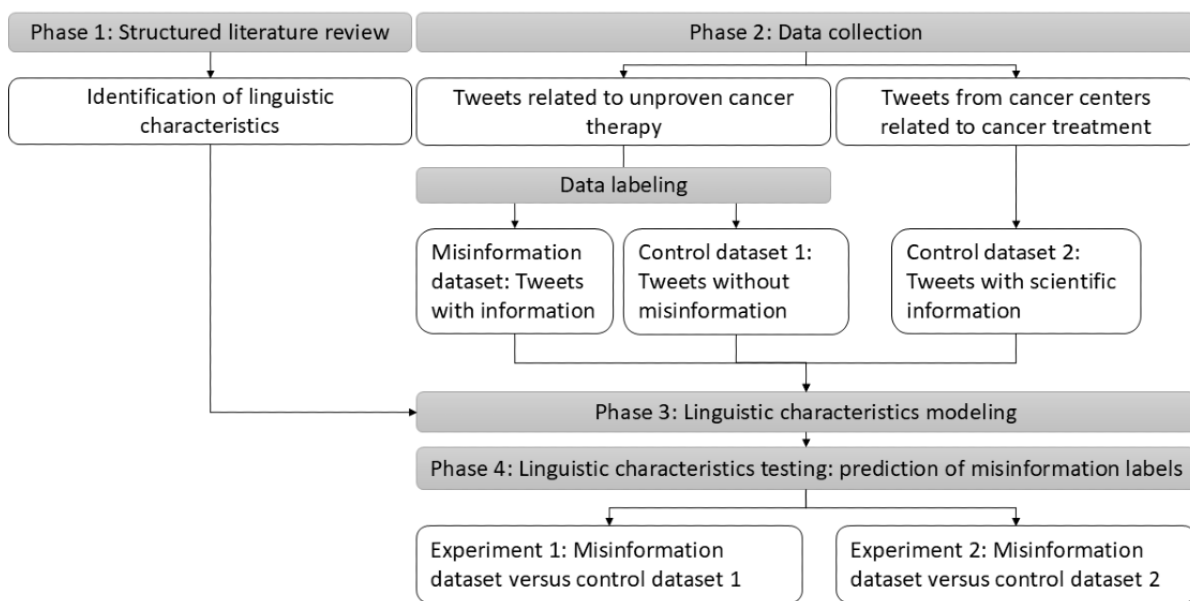 Phase 1: Structured literature review
Phase 2: Data collection
Identification of linguistic
characteristics
Tweets related to unproven cancer
therapy
Tweets from cancer centers
related to cancer treatment
Data labeling
Misinformation
dataset: Tweets
with information
Control dataset 1:
Tweets without
misinformation
Control dataset 2:
Tweets with scientific
information
Phase 3: Linguistic characteristics modeling
Phase 4: Linguistic characteristics testing: prediction of misinformation labels
Experiment 1: Misinformation
dataset versus control dataset 1
Experiment 2: Misinformation
dataset versus control dataset 2